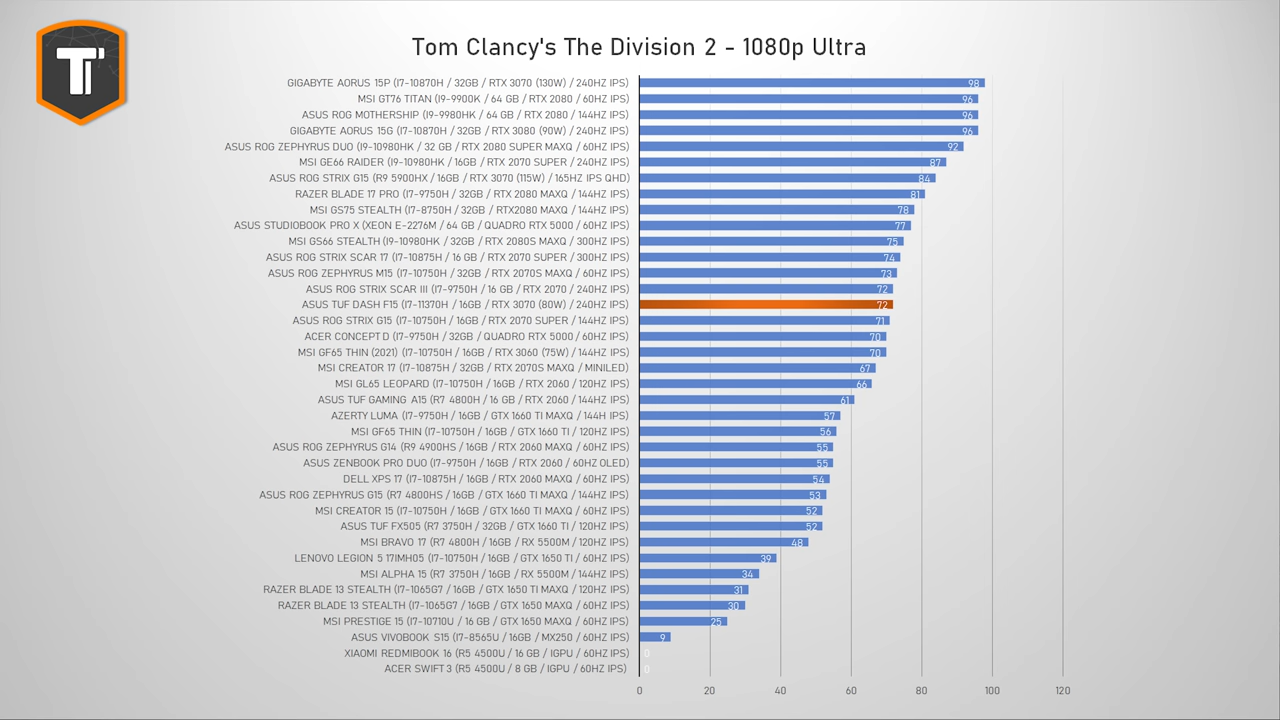 T
Tom Clancy's The Division 2 - 1080p Ultra
GIGABYTE AORUS 15P (I7-10870H / 32GB / RTX 3070 (130W) / 240HZ IPS) 98
MSI GT76 TITAN (I9-9900K / 64 GB / RTX 2080 / 60HZ IPS) 96
ASUS ROG MOTHERSHIP (I9-9980HK / 64 GB / RTX 2080 / 144HZ IPS) 96
GIGABYTE AORUS 15G (I7-10870H / 32GB / RTX 3080 (90W) / 240HZ IPS) 96
ASUS ROG ZEPHYRUS DUO (I9-10980HK / 32 GB / RTX 2080 SUPER MAXQ / 60HZ IPS) 92
MSI GE66 RAIDER (I9-10980HK / 16GB / RTX 2070 SUPER / 240HZ IPS) 87
ASUS ROG STRIX G15 (R9 5900HX / 16GB / RTX 3070 (115W) / 165HZ IPS QHD) 84
RAZER BLADE 17 PRO (I7-9750H / 32GB / RTX 2080 MAXQ / 144HZ IPS) 81
MSI GS75 STEALTH (I7-8750H / 32GB / RTX2080 MAXQ / 144HZ IPS) 78
ASUS STUDIOBOOK PRO X (XEON E-2276M / 64 GB / QUADRO RTX 5000 / 60HZ IPS) 77
MSI GS66 STEALTH (I9-10980HK / 32GB / RTX 2080S MAXQ / 300HZ IPS) 75
ASUS ROG STRIX SCAR 17 (I7-10875H / 16 GB / RTX 2070 SUPER / 300HZ IPS) 74
ASUS ROG ZEPHYRUS M15 (I7-10750H / 32GB / RTX 2070S MAXQ / 60HZ IPS) 73
ASUS ROG STRIX SCAR III (I7-9750H / 16 GB / RTX 2070 / 240HZ IPS) 72
ASUS TUF DASH F15 (I7-11370H / 16GB / RTX 3070 (80W) / 240HZ IPS) 72
ASUS ROG STRIX G15 (I7-10750H / 16GB / RTX 2070 SUPER / 144HZ IPS) 71
ACER CONCEPT D (I7-9750H / 32GB / QUADRO RTX 5000 / 60HZ IPS) 70
MSI GF65 THIN (2021) (I7-10750H / 16GB / RTX 3060 (75W) / 144HZ IPS) 70
MSI CREATOR 17 (I7-10875H / 32GB / RTX 2070S MAXQ / MINILED) 67
MSI GL65 LEOPARD (I7-10750H / 16GB / RTX 2060 / 120HZ IPS) 66
ASUS TUF GAMING A15 (R7 4800H / 16 GB / RTX 2060 / 144HZ IPS) 61
AZERTY LUMA (I7-9750H / 16GB / GTX 1660 TI MAXQ / 144H IPS) 57
MSI GF65 THIN (I7-10750H / 16GB / GTX 1660 TI / 120HZ IPS) 56
ASUS ROG ZEPHYRUS G14 (R9 4900HS / 16GB / RTX 2060 MAXQ / 60HZ IPS) 55
ASUS ZENBOOK PRO DUO (I7-9750H / 16GB / RTX 2060 / 60HZ OLED) 55
DELL XPS 17 (I7-10875H / 16GB / RTX 2060 MAXQ / 60HZ IPS) 54
ASUS ROG ZEPHYRUS G15 (R7 4800HS / 16GB / GTX 1660 TI MAXQ / 144HZ IPS) 53
MSI CREATOR 15 (I7-10750H / 16GB / GTX 1660 TI MAXQ / 60HZ IPS) 52
ASUS TUF FX505 (R7 3750H / 32GB / GTX 1660 TI / 120HZ IPS) 52
MSI BRAVO 17 (R7 4800H / 16GB / RX 5500M / 120HZ IPS) 48
LENOVO LEGION 5 17IMH05 (I7-10750H / 16GB / GTX 1650 TI / 60HZ IPS) 39
MSI ALPHA 15 (R7 3750H / 16GB / RX 5500M / 144HZ IPS) 34
RAZER BLADE 13 STEALTH (I7-1065G7 / 16GB / GTX 1650 TI MAXQ / 120HZ IPS) 31
RAZER BLADE 13 STEALTH (I7-1065G7 / 16GB / GTX 1650 MAXQ / 60HZ IPS) 30
MSI PRESTIGE 15 (I7-10710U / 16 GB / GTX 1650 MAXQ / 60HZ IPS) 25
ASUS VIVOBOOK S15 (I7-8565U / 16GB / MX250 / 60HZ IPS) 9
XIAOMI REDMIBOOK 16 (R5 4500U / 16 GB / IGPU / 60HZ IPS) 0
ACER SWIFT 3 (R5 4500U / 8 GB / IGPU / 60HZ IPS) 0
0 20 40 60 80 100 120